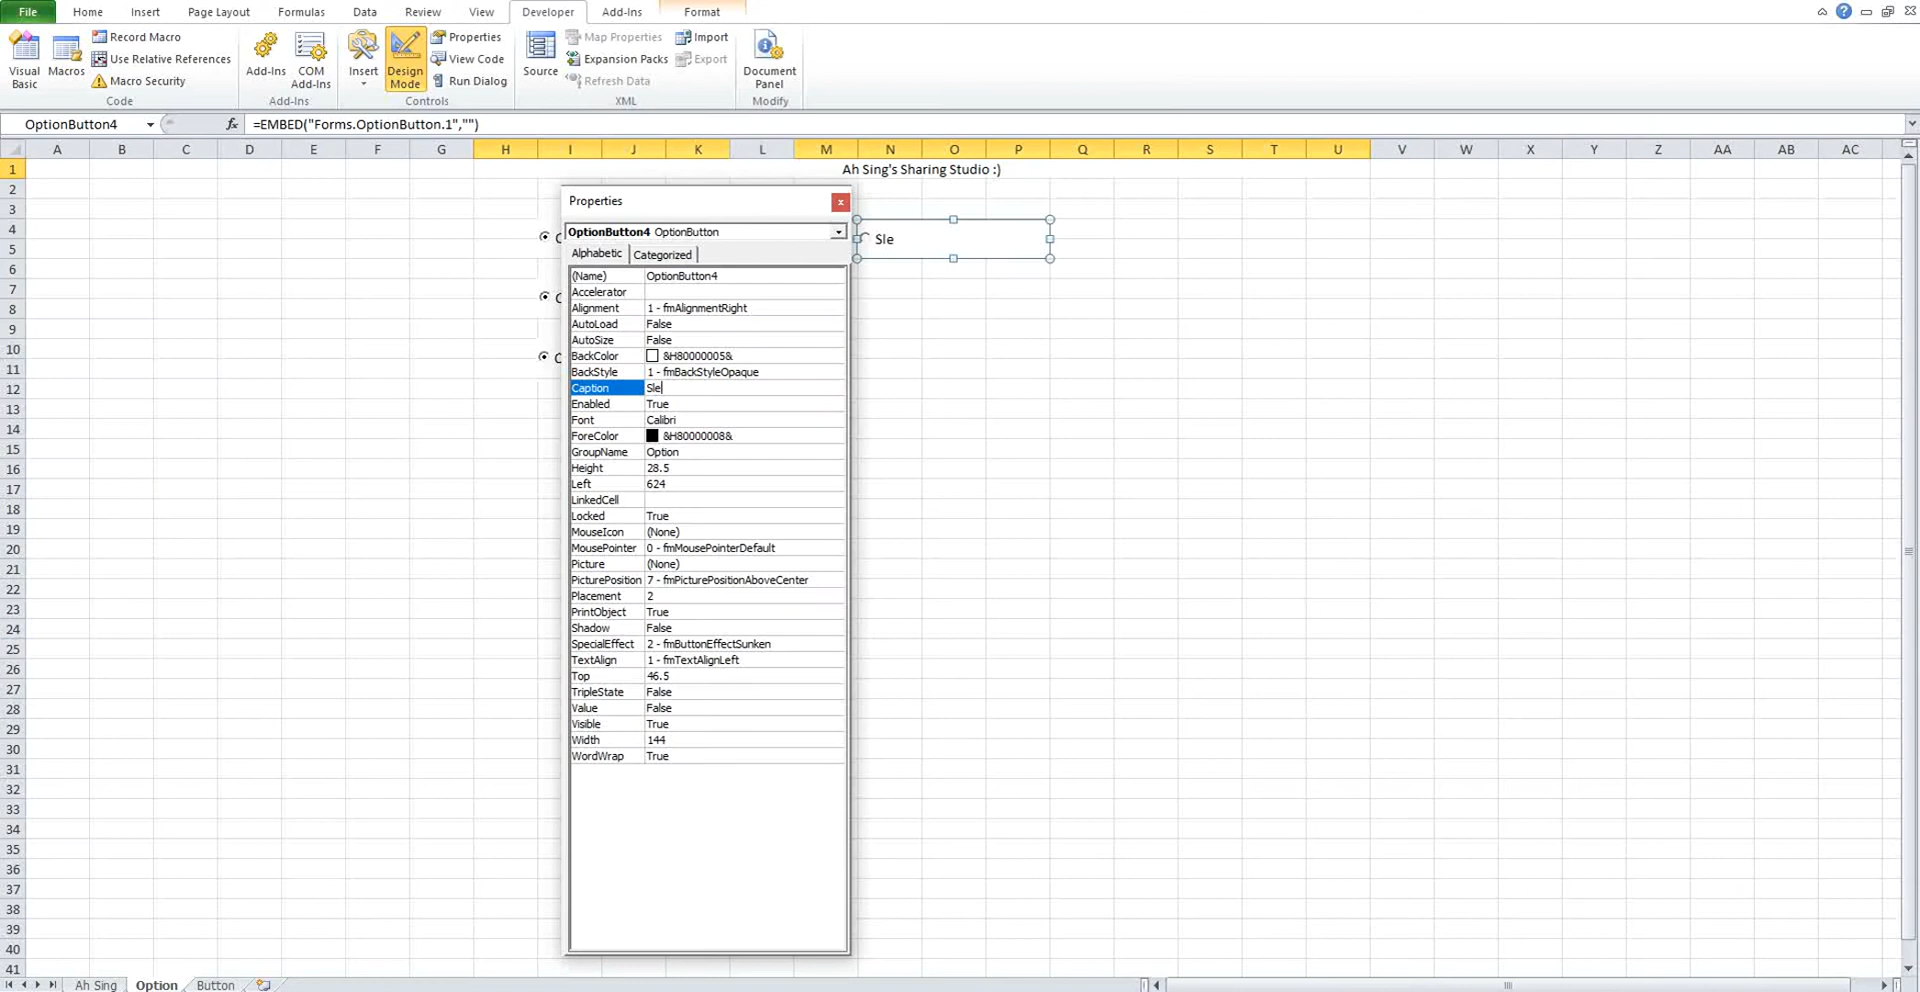 File Home Insert Page Layout Formulas Data Review View Developer Add-Ins Format
Visual Basic
Macros
Record Macro
Use Relative References
Macro Security
Code
Add-Ins
COM Add-Ins
Add-Ins
Insert
Design Mode
Properties
View Code
Run Dialog
Controls
Source
Map Properties
Expansion Packs
Refresh Data
Import
Export
XML
Document Panel
Modify
OptionButton4 fx =EMBED("Forms.OptionButton.1","")
A B C D E F G H I J K L M N O P Q R S T U V W X Y Z AA AB AC
1 Ah Sing's Sharing Studio :)
2
3
4
5
6
7
8
9
10
11
12
13
14
15
16
17
18
19
20
21
22
23
24
25
26
27
28
29
30
31
32
33
34
35
36
37
38
39
40
41
Properties
OptionButton4 OptionButton
Alphabetic Categorized
(Name) OptionButton4
Accelerator
Alignment 1 - fmAlignmentRight
AutoLoad False
AutoSize False
BackColor &H80000005&
BackStyle 1 - fmBackStyleOpaque
Caption Sle
Enabled True
Font Calibri
ForeColor &H80000008&
GroupName Option
Height 28.5
Left 624
LinkedCell
Locked True
MouseIcon (None)
MousePointer 0 - fmMousePointerDefault
Picture (None)
PicturePosition 7 - fmPicturePositionAboveCenter
Placement 2
PrintObject True
Shadow False
SpecialEffect 2 - fmButtonEffectSunken
TextAlign 1 - fmTextAlignLeft
Top 46.5
TripleState False
Value False
Visible True
Width 144
WordWrap True
Sle
Ah Sing Option Button